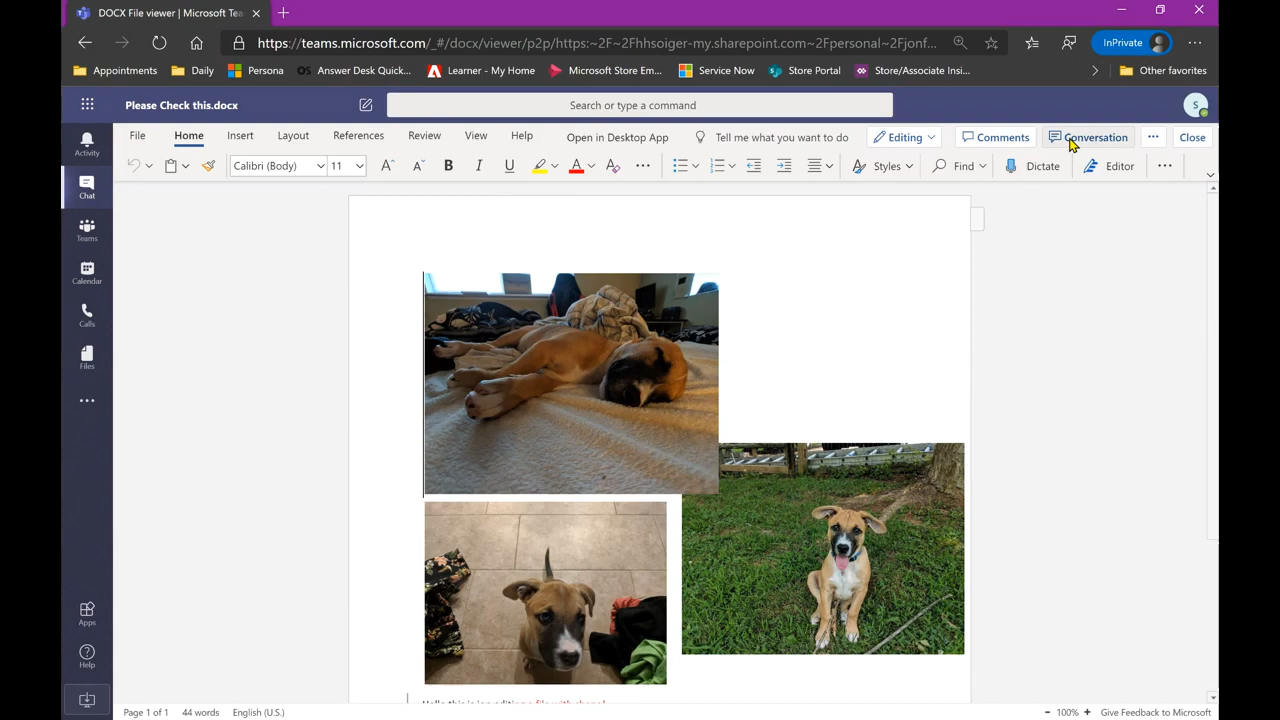 DOCX File viewer | Microsoft Tea
https://teams.microsoft.com/_#/docx/viewer/p2p/https:~2F~2Fhhsoiger-my.sharepoint.com~2Fpersonal~2Fjonf...
InPrivate
Appointments Daily Persona Answer Desk Quick... Learner - My Home Microsoft Store Em... Service Now Store Portal Store/Associate Insi... Other favorites
Please Check this.docx
Search or type a command
S
File Home Insert Layout References Review View Help Open in Desktop App Tell me what you want to do Editing Comments Conversation Close
Calibri (Body) 11 B I U A Styles Find Dictate Editor
Activity
Chat
Teams
Calendar
Calls
Files
Apps
Help
Page 1 of 1 44 words English (U.S.) 100% Give Feedback to Microsoft